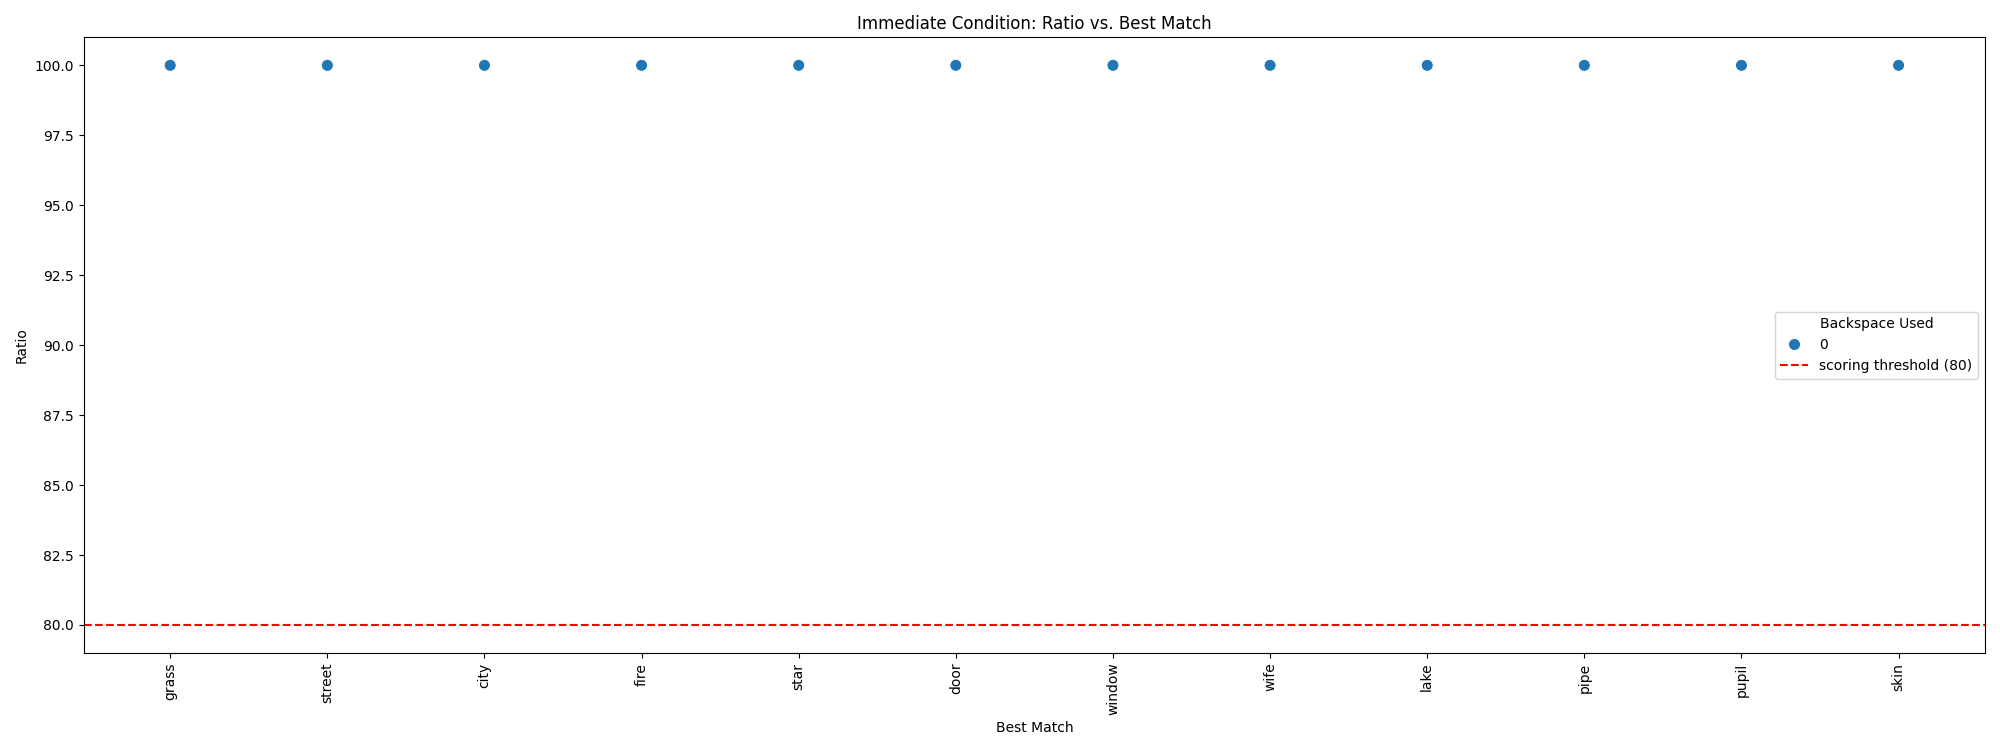 Immediate Condition: Ratio vs. Best Match
Ratio
100.0
97.5
95.0
92.5
90.0
87.5
85.0
82.5
80.0
Backspace Used
0
scoring threshold (80)
grass
street
city
fire
star
door
window
wife
lake
pipe
pupil
skin
Best Match